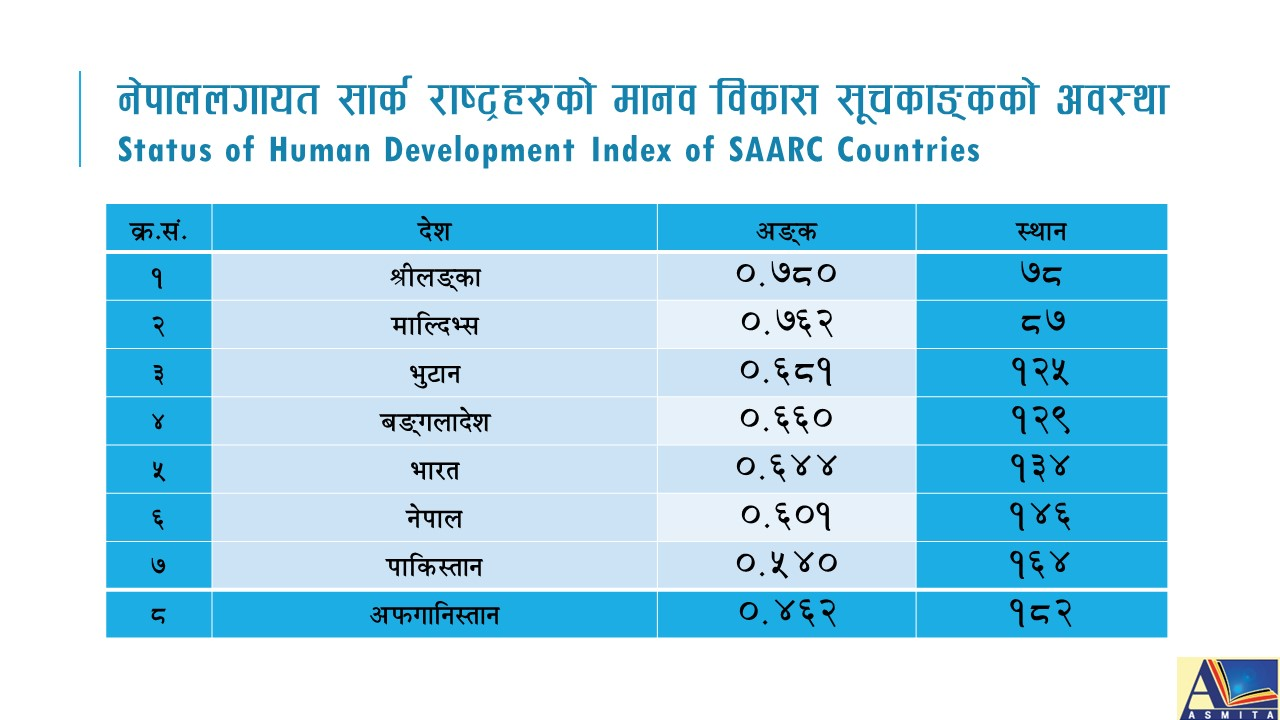 नेपाललगायत सार्क राष्ट्रहरुको मानव विकास सूचकाङ्कको अवस्था
Status of Human Development Index of SAARC Countries
क्र.सं. देश अङ्क स्थान
१ श्रीलङ्का ०.७८० ७८
२ माल्दिभ्स ०.७६२ ८७
३ भुटान ०.६८१ १२५
४ बङ्गलादेश ०.६६० १२९
५ भारत ०.६४४ १३४
६ नेपाल ०.६०१ १४६
७ पाकिस्तान ०.५४० १६४
८ अफगानिस्तान ०.४६२ १८२
ASMITA